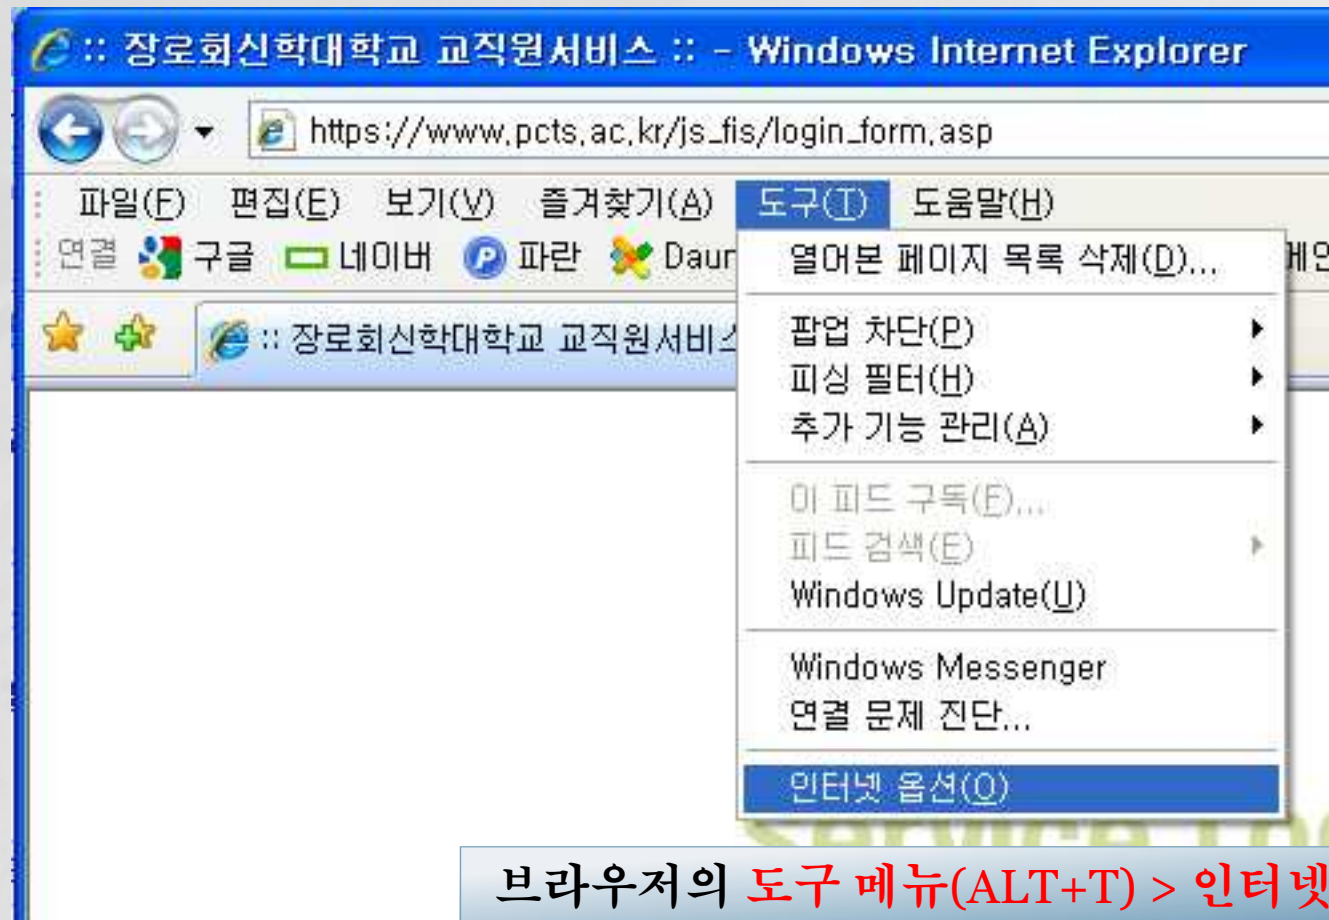 :: 장로회신학대학교 교직원서비스 :: - Windows Internet Explorer
https://www.pcts.ac.kr/js_fis/login_form.asp
파일(F) 편집(E) 보기(V) 즐겨찾기(A) 도구(T) 도움말(H)
연결 구글 네이버 파란 Daum
:: 장로회신학대학교 교직원서비스
열어본 페이지 목록 삭제(D)...
팝업 차단(P)
피싱 필터(H)
추가 기능 관리(A)
이 피드 구독(F)...
피드 검색(E)
Windows Update(U)
Windows Messenger
연결 문제 진단...
인터넷 옵션(O)
브라우저의 도구 메뉴(ALT+T) > 인터넷